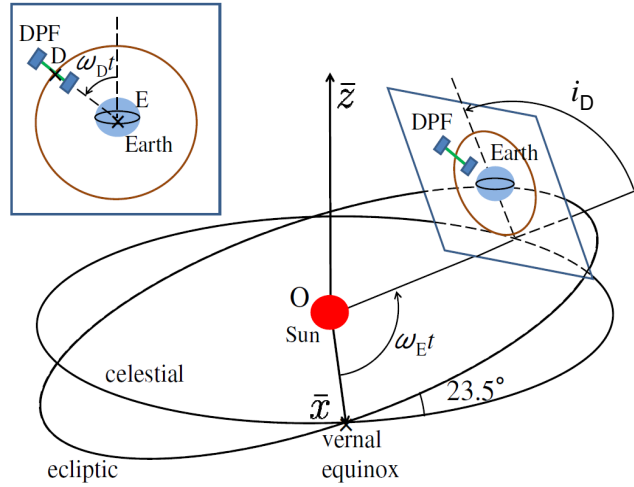 DPF
D
ω_D t
E
Earth
z̄
i_D
DPF
Earth
O
Sun
ω_E t
celestial
x̄
23.5°
vernal
equinox
ecliptic